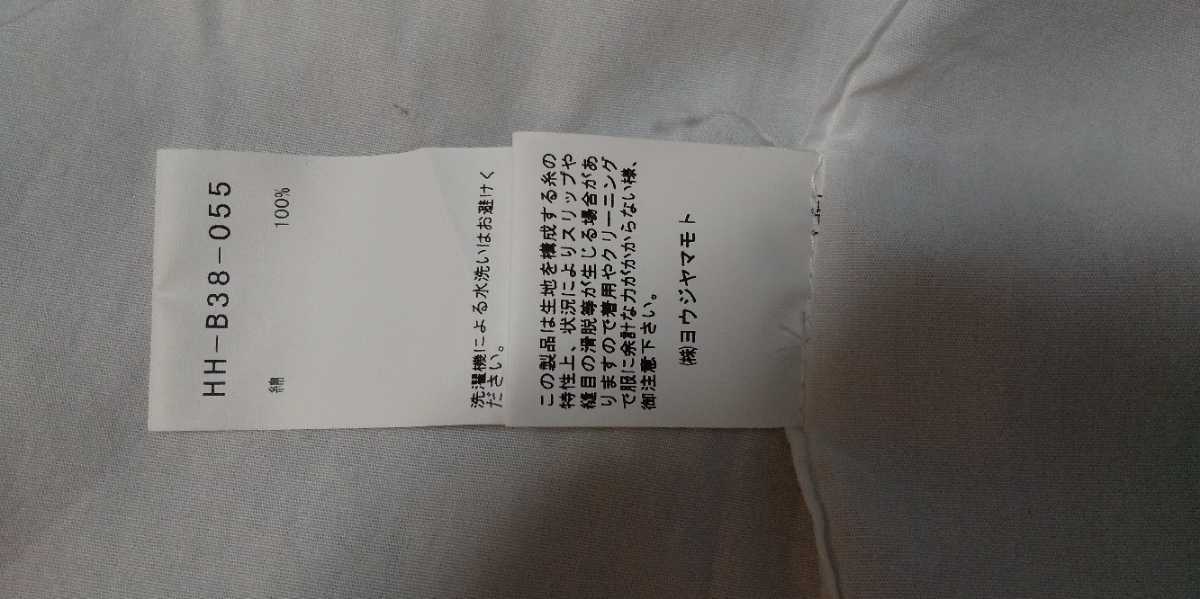 HH-B38-055
綿 100%
洗濯機による水洗いはお避けく
ださい。
この製品は生地を構成する糸の
特性上、状況によりスリップや
縫目の滑脱等が生じる場合があ
りますので着用やクリーニング
で服に余計な力がかからない様、
御注意下さい。
㈱ヨウジヤマモト